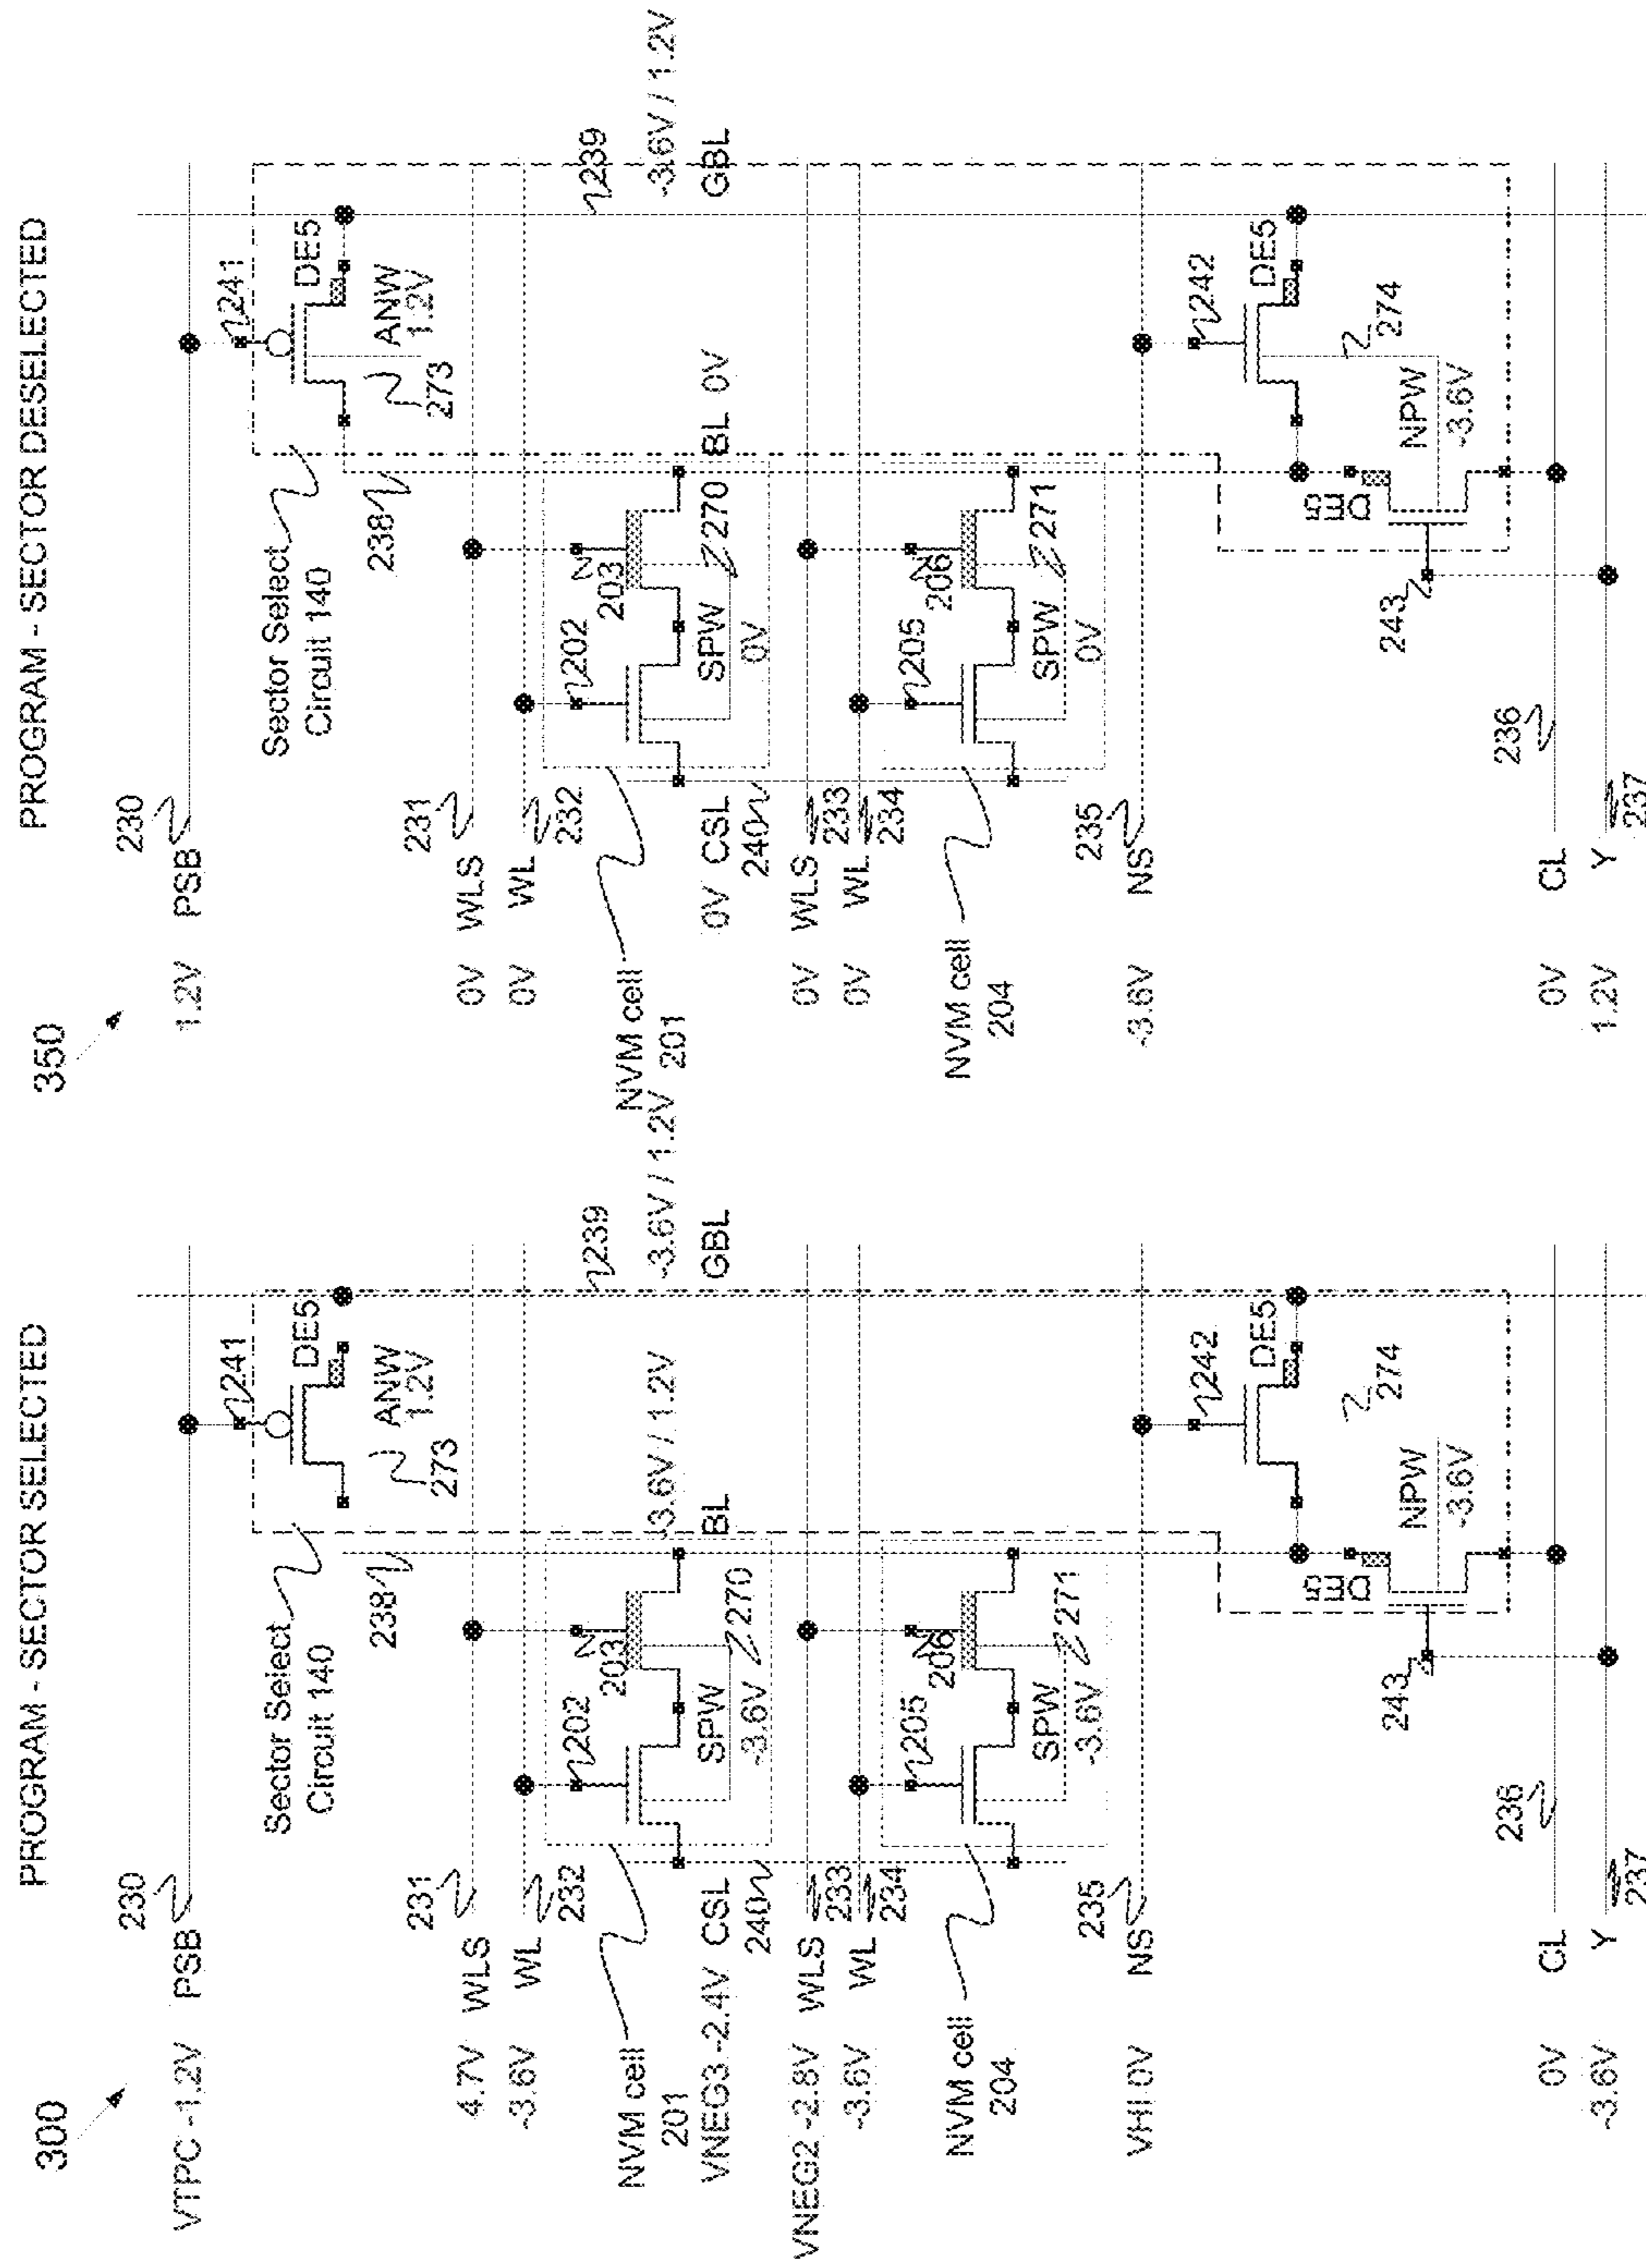 300
PROGRAM - SECTOR SELECTED
VTPC -1.2V PSB
230
241
DE5
ANW
1.2V
273
Sector Select
Circuit 140
238
231
4.7V WLS
-3.6V WL
232
202
203
SPW
-3.6V
270
NVM cell
201
-3.6V / 1.2V
BL
239
-3.6V / 1.2V
GBL
VNEG3 -2.4V CSL
240
VNEG2 -2.8V WLS
233
-3.6V WL
234
205
206
SPW
-3.6V
271
NVM cell
204
235
VHI 0V NS
242
DE5
274
NPW
-3.6V
DE5
243
236
0V CL
-3.6V Y
237
350
PROGRAM - SECTOR DESELECTED
1.2V PSB
230
241
DE5
ANW
1.2V
273
Sector Select
Circuit 140
238
231
0V WLS
0V WL
232
202
203
SPW
0V
270
NVM cell
201
BL 0V
239
-3.6V / 1.2V
GBL
0V CSL
240
0V WLS
233
0V WL
234
205
206
SPW
0V
271
NVM cell
204
235
-3.6V NS
242
DE5
274
NPW
-3.6V
DE5
243
236
0V CL
1.2V Y
237